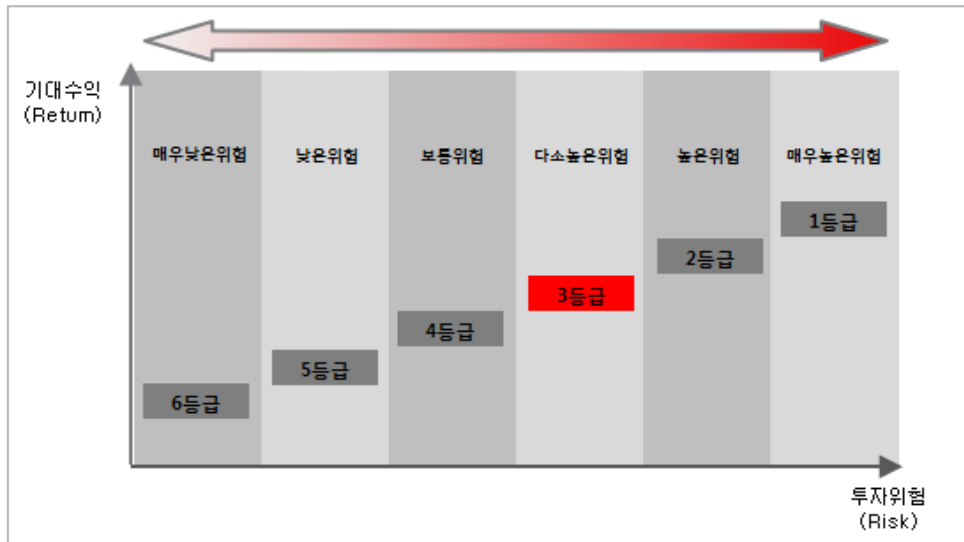 기대수익
(Return)
매우낮은위험
낮은위험
보통위험
다소높은위험
높은위험
매우높은위험
1등급
2등급
3등급
4등급
5등급
6등급
투자위험
(Risk)